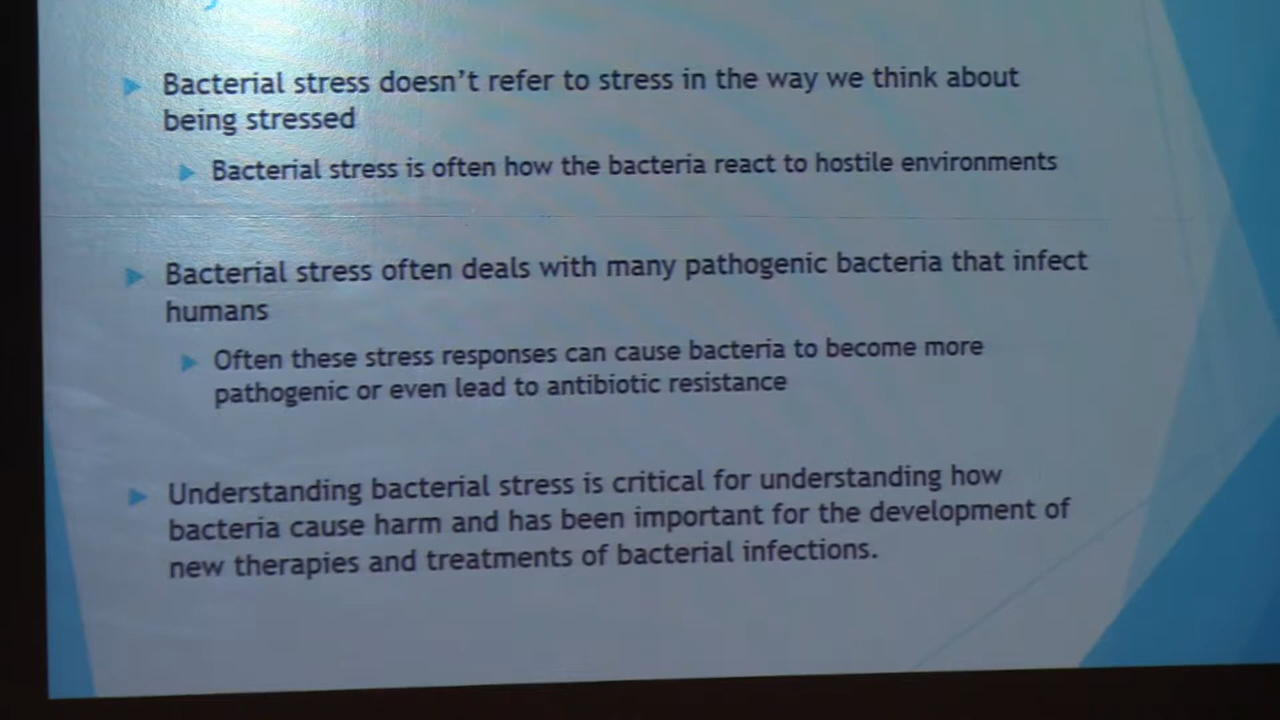 Bacterial stress doesn't refer to stress in the way we think about
being stressed
Bacterial stress is often how the bacteria react to hostile environments
Bacterial stress often deals with many pathogenic bacteria that infect
humans
Often these stress responses can cause bacteria to become more
pathogenic or even lead to antibiotic resistance
Understanding bacterial stress is critical for understanding how
bacteria cause harm and has been important for the development of
new therapies and treatments of bacterial infections.